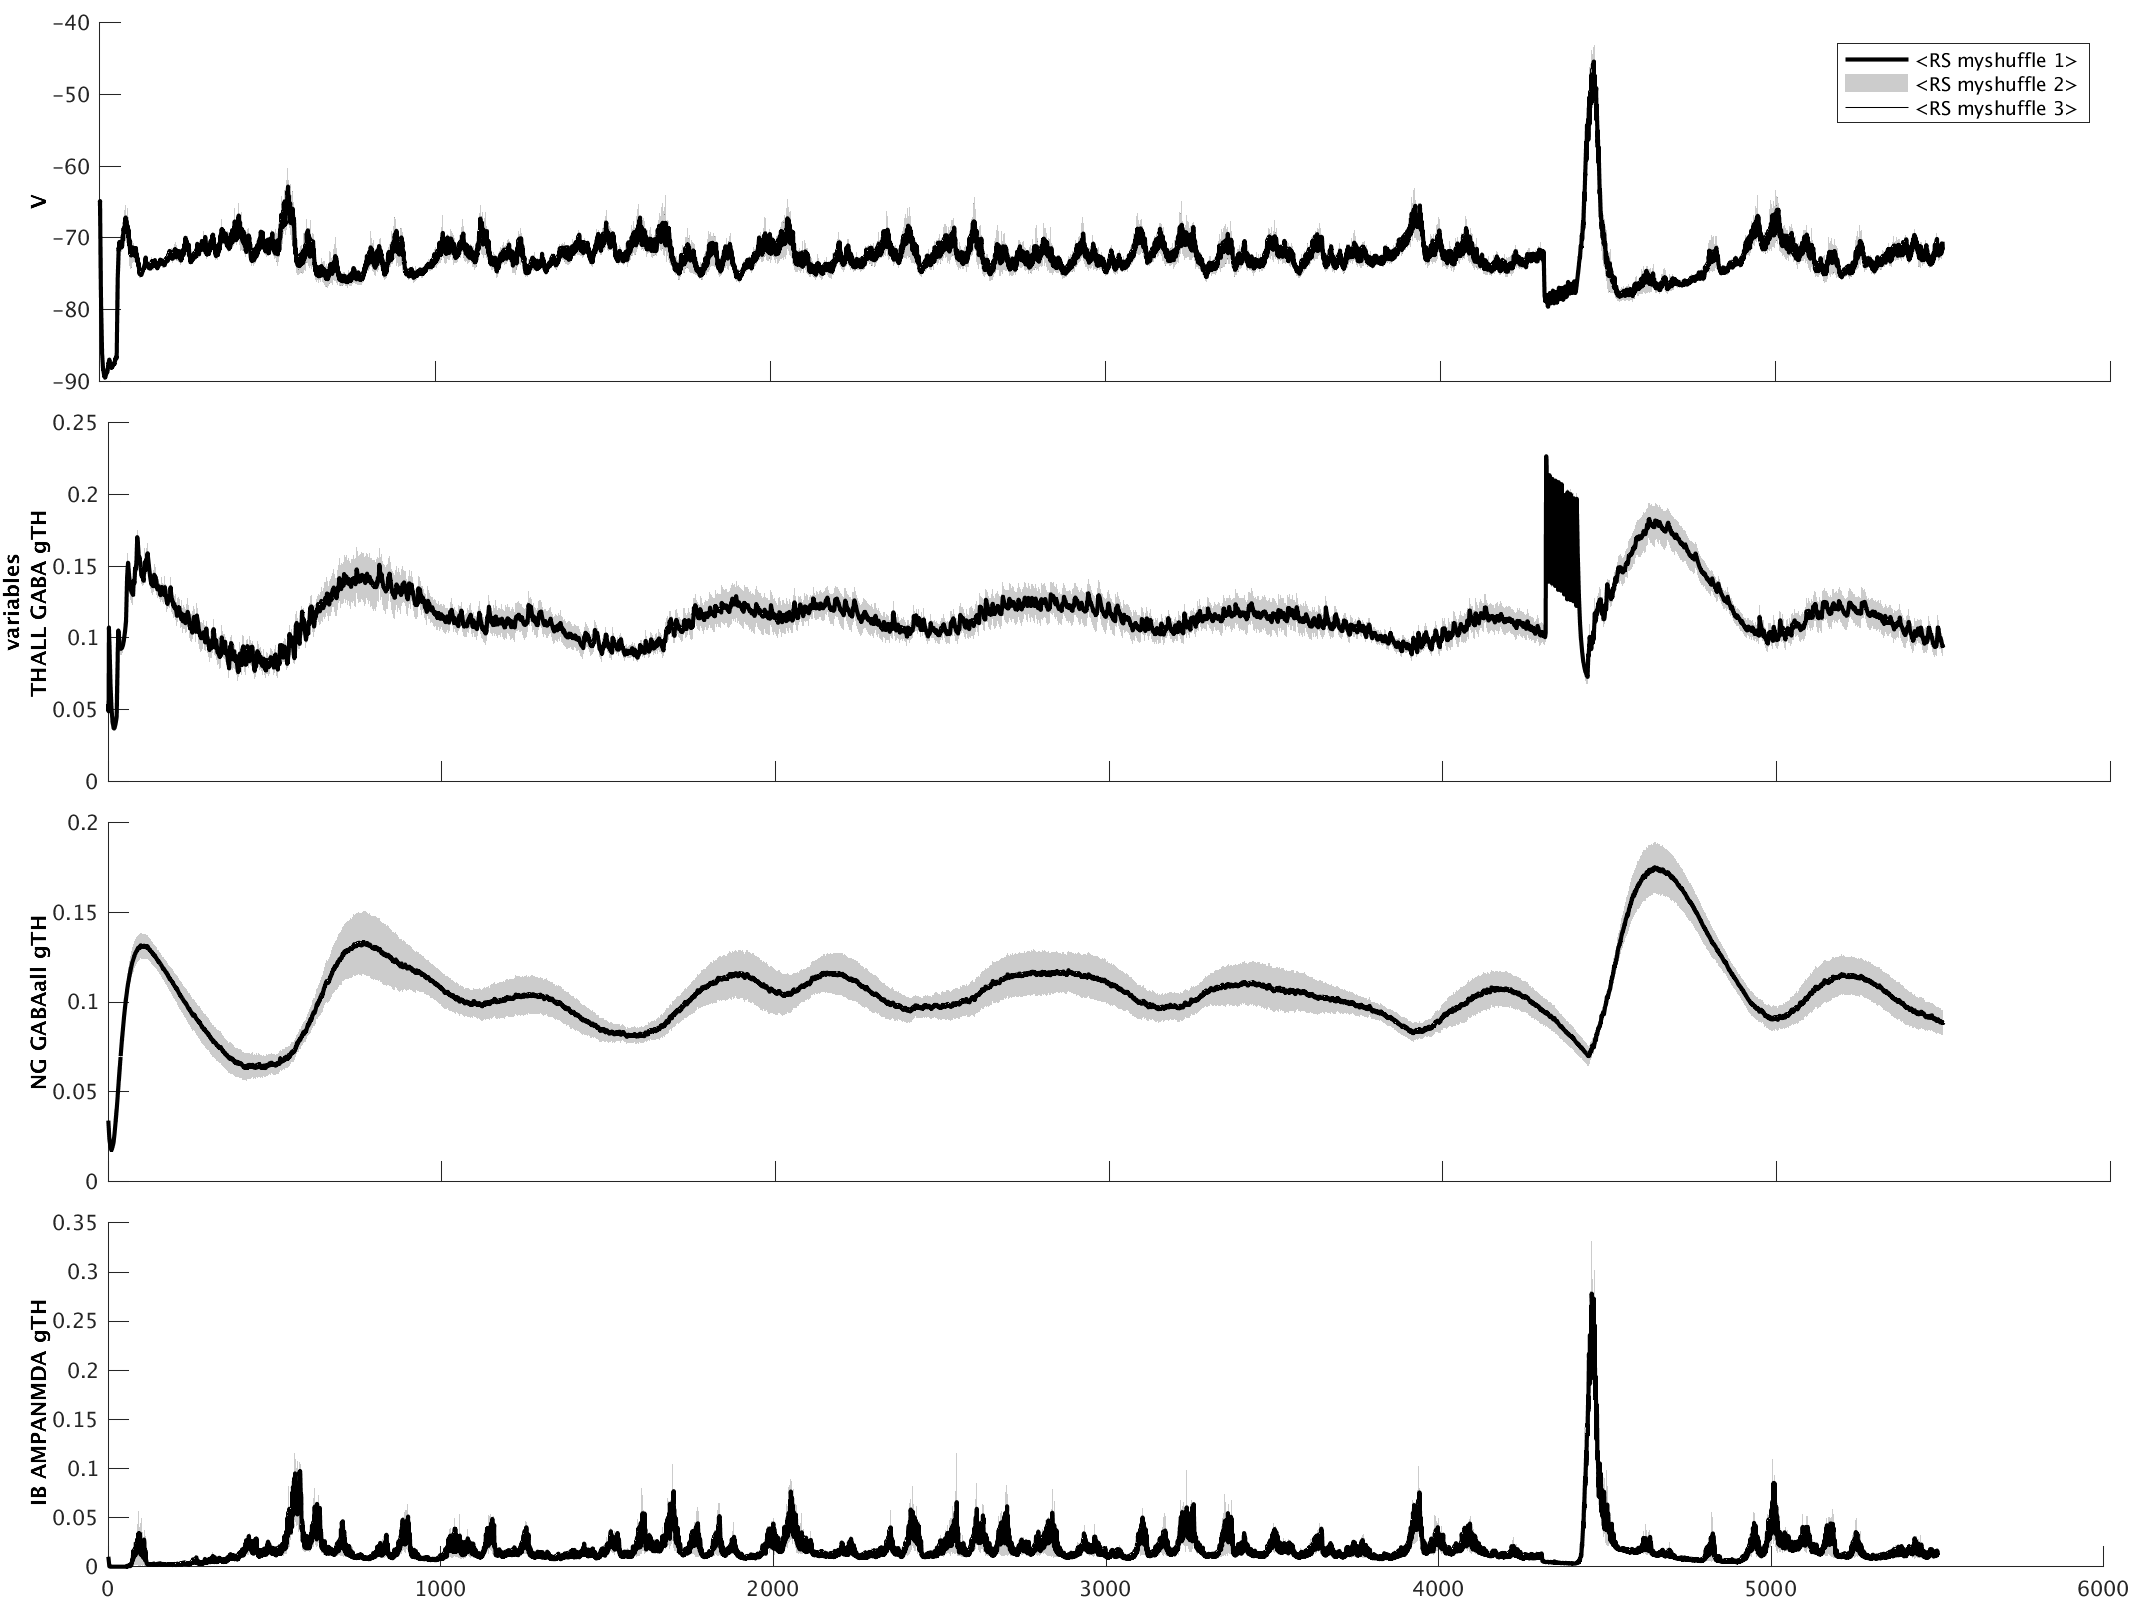 -40
-50
-60
-70
-80
-90
V
<RS myshuffle 1>
<RS myshuffle 2>
<RS myshuffle 3>
0.25
0.2
0.15
0.1
0.05
0
variables
THALL GABA gTH
0.2
0.15
0.1
0.05
0
NG GABAall gTH
0.35
0.3
0.25
0.2
0.15
0.1
0.05
0
IB AMPANMDA gTH
0 1000 2000 3000 4000 5000 6000